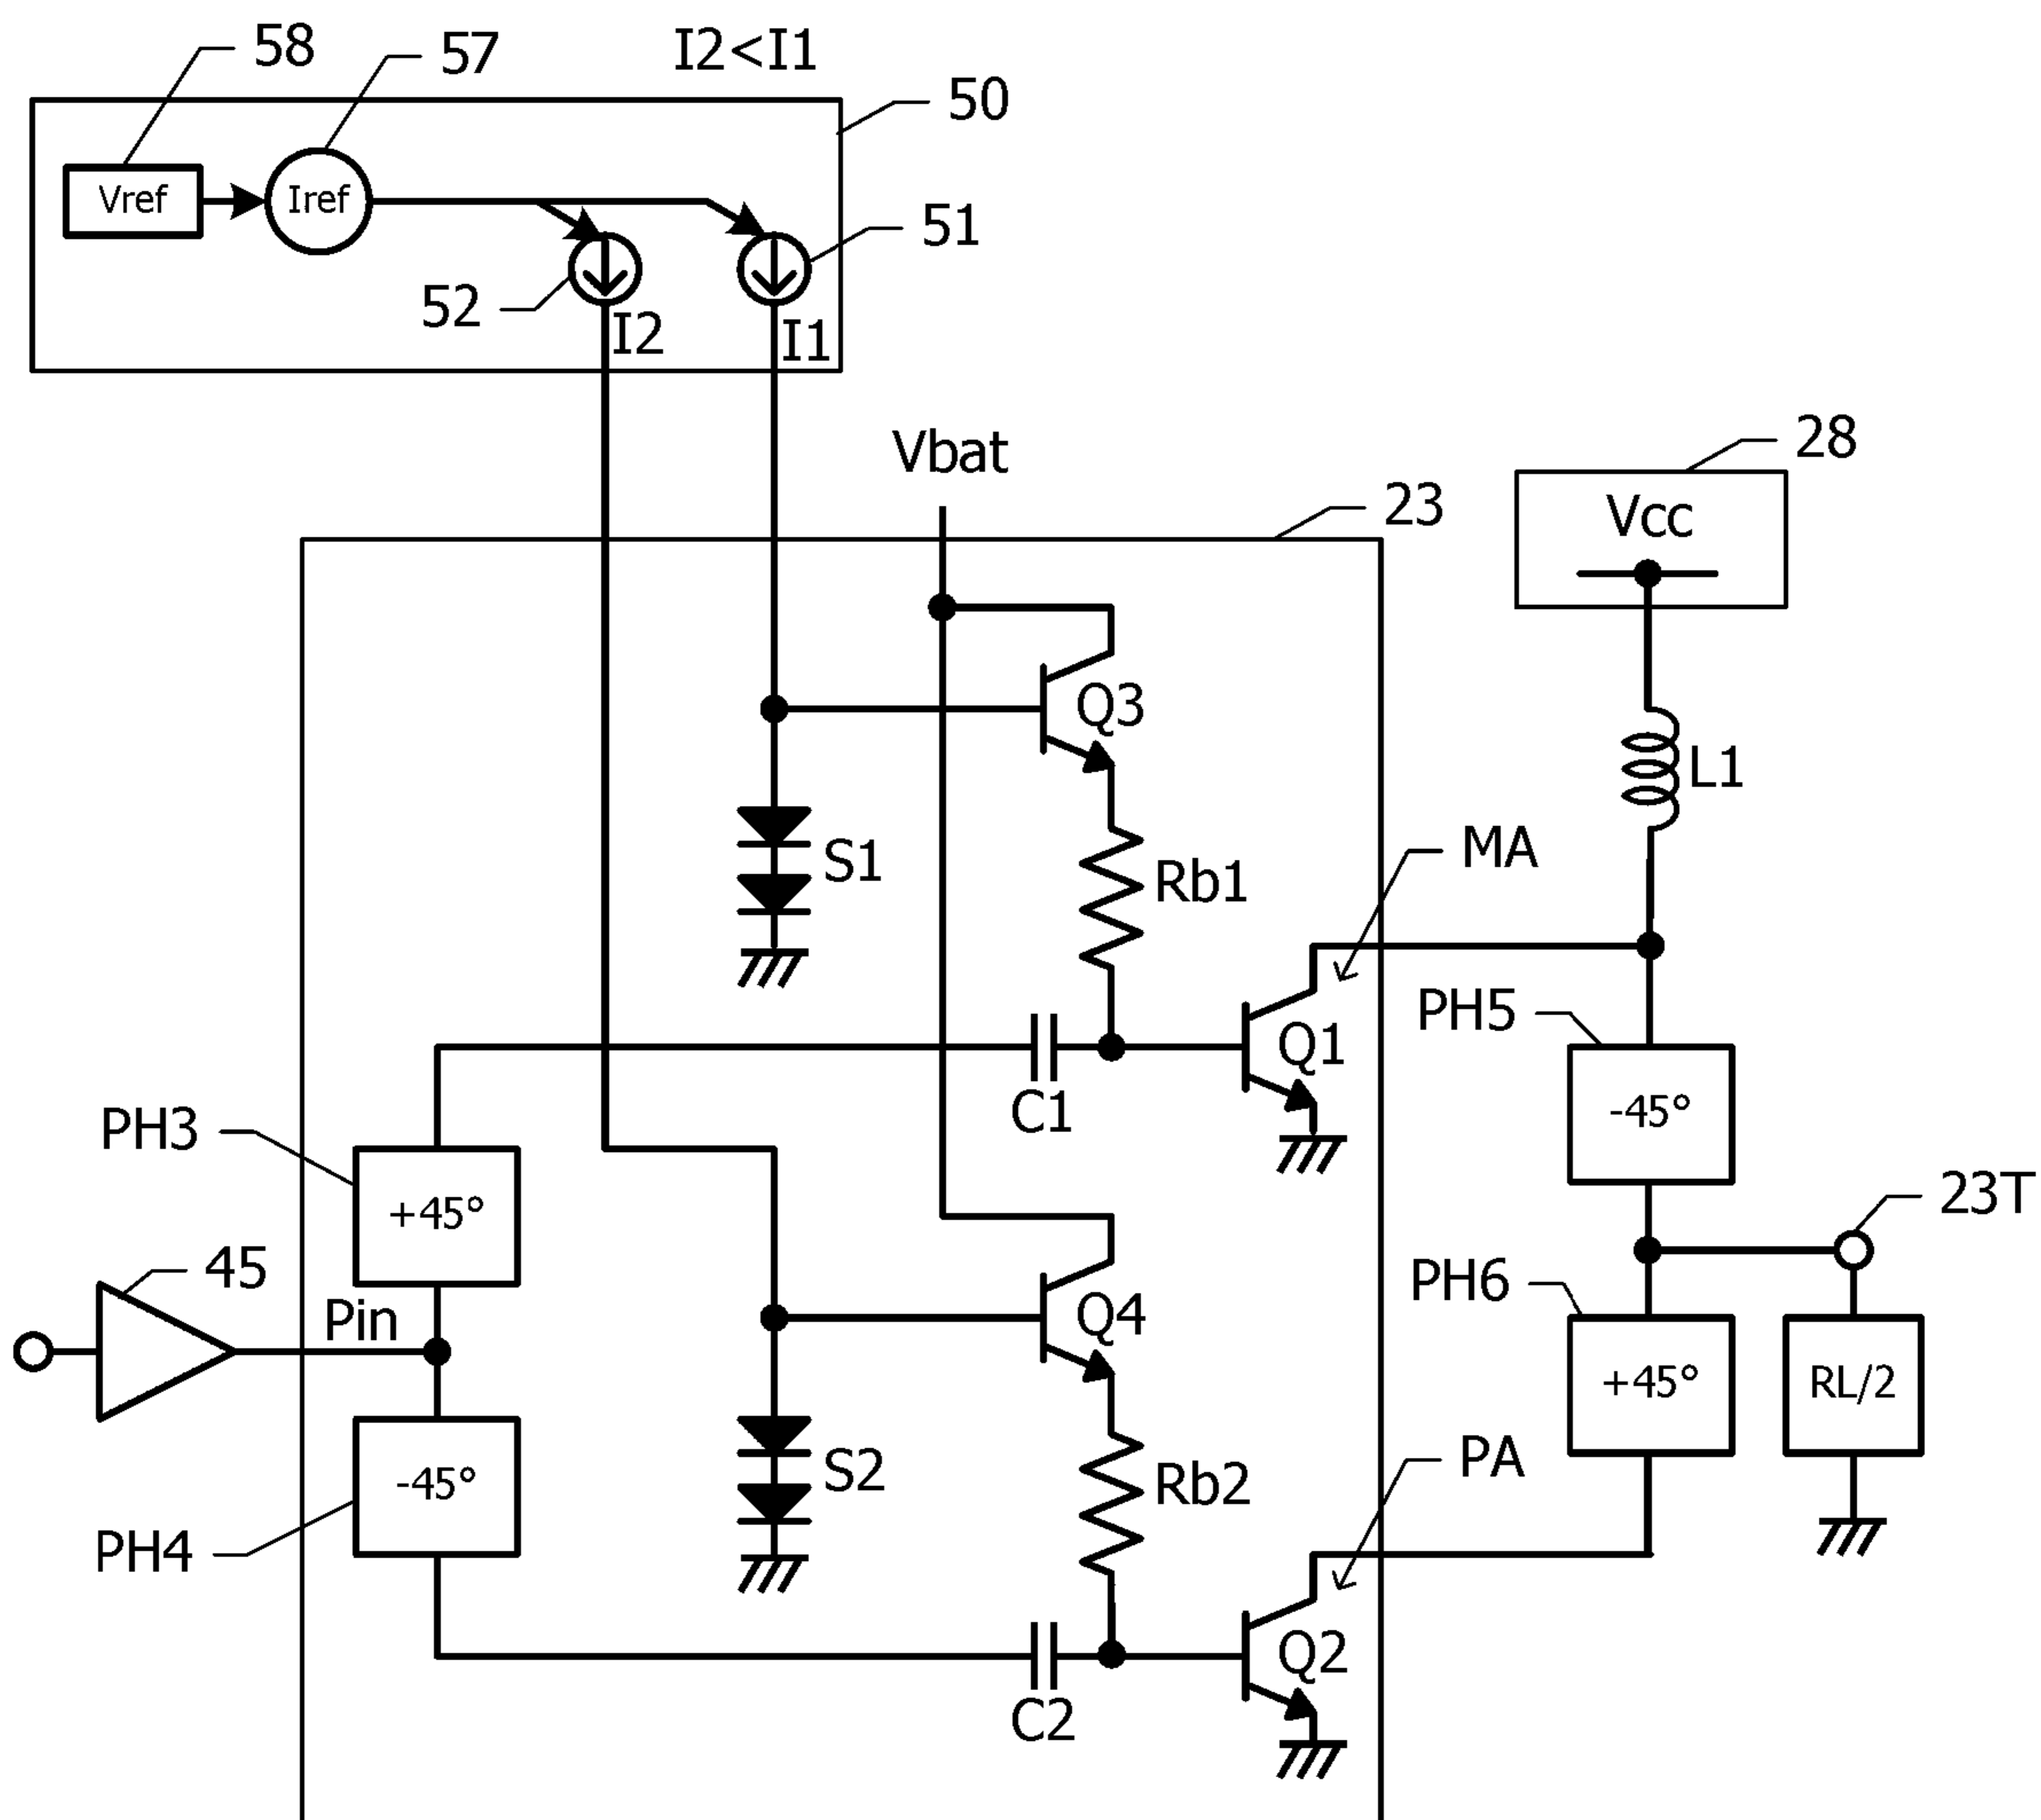 58
57
I2<I1
50
Vref
Iref
51
52
I2
I1
Vbat
28
Vcc
23
Q3
L1
S1
Rb1
MA
PH5
Q1
-45°
C1
PH3
+45°
23T
45
Pin
PH6
Q4
+45°
RL/2
-45°
S2
Rb2
PA
PH4
Q2
C2